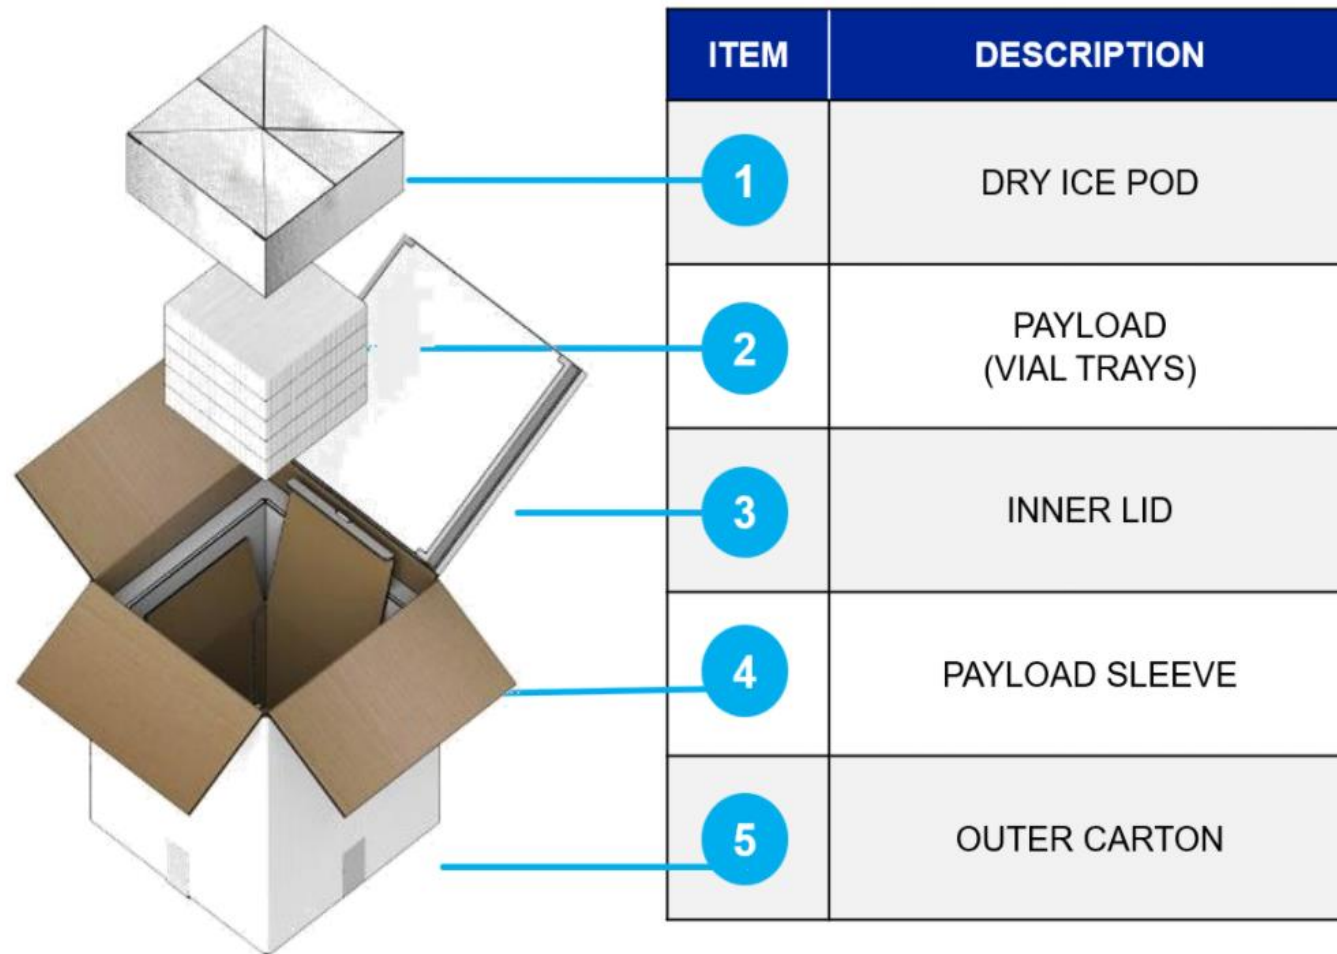 ITEM DESCRIPTION
1 DRY ICE POD
2 PAYLOAD
(VIAL TRAYS)
3 INNER LID
4 PAYLOAD SLEEVE
5 OUTER CARTON